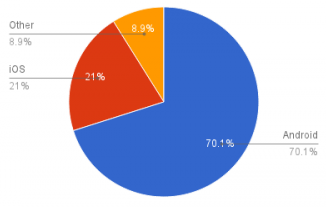 Other
8.9%
8.9%
iOS
21%
21%
70.1%
Android
70.1%